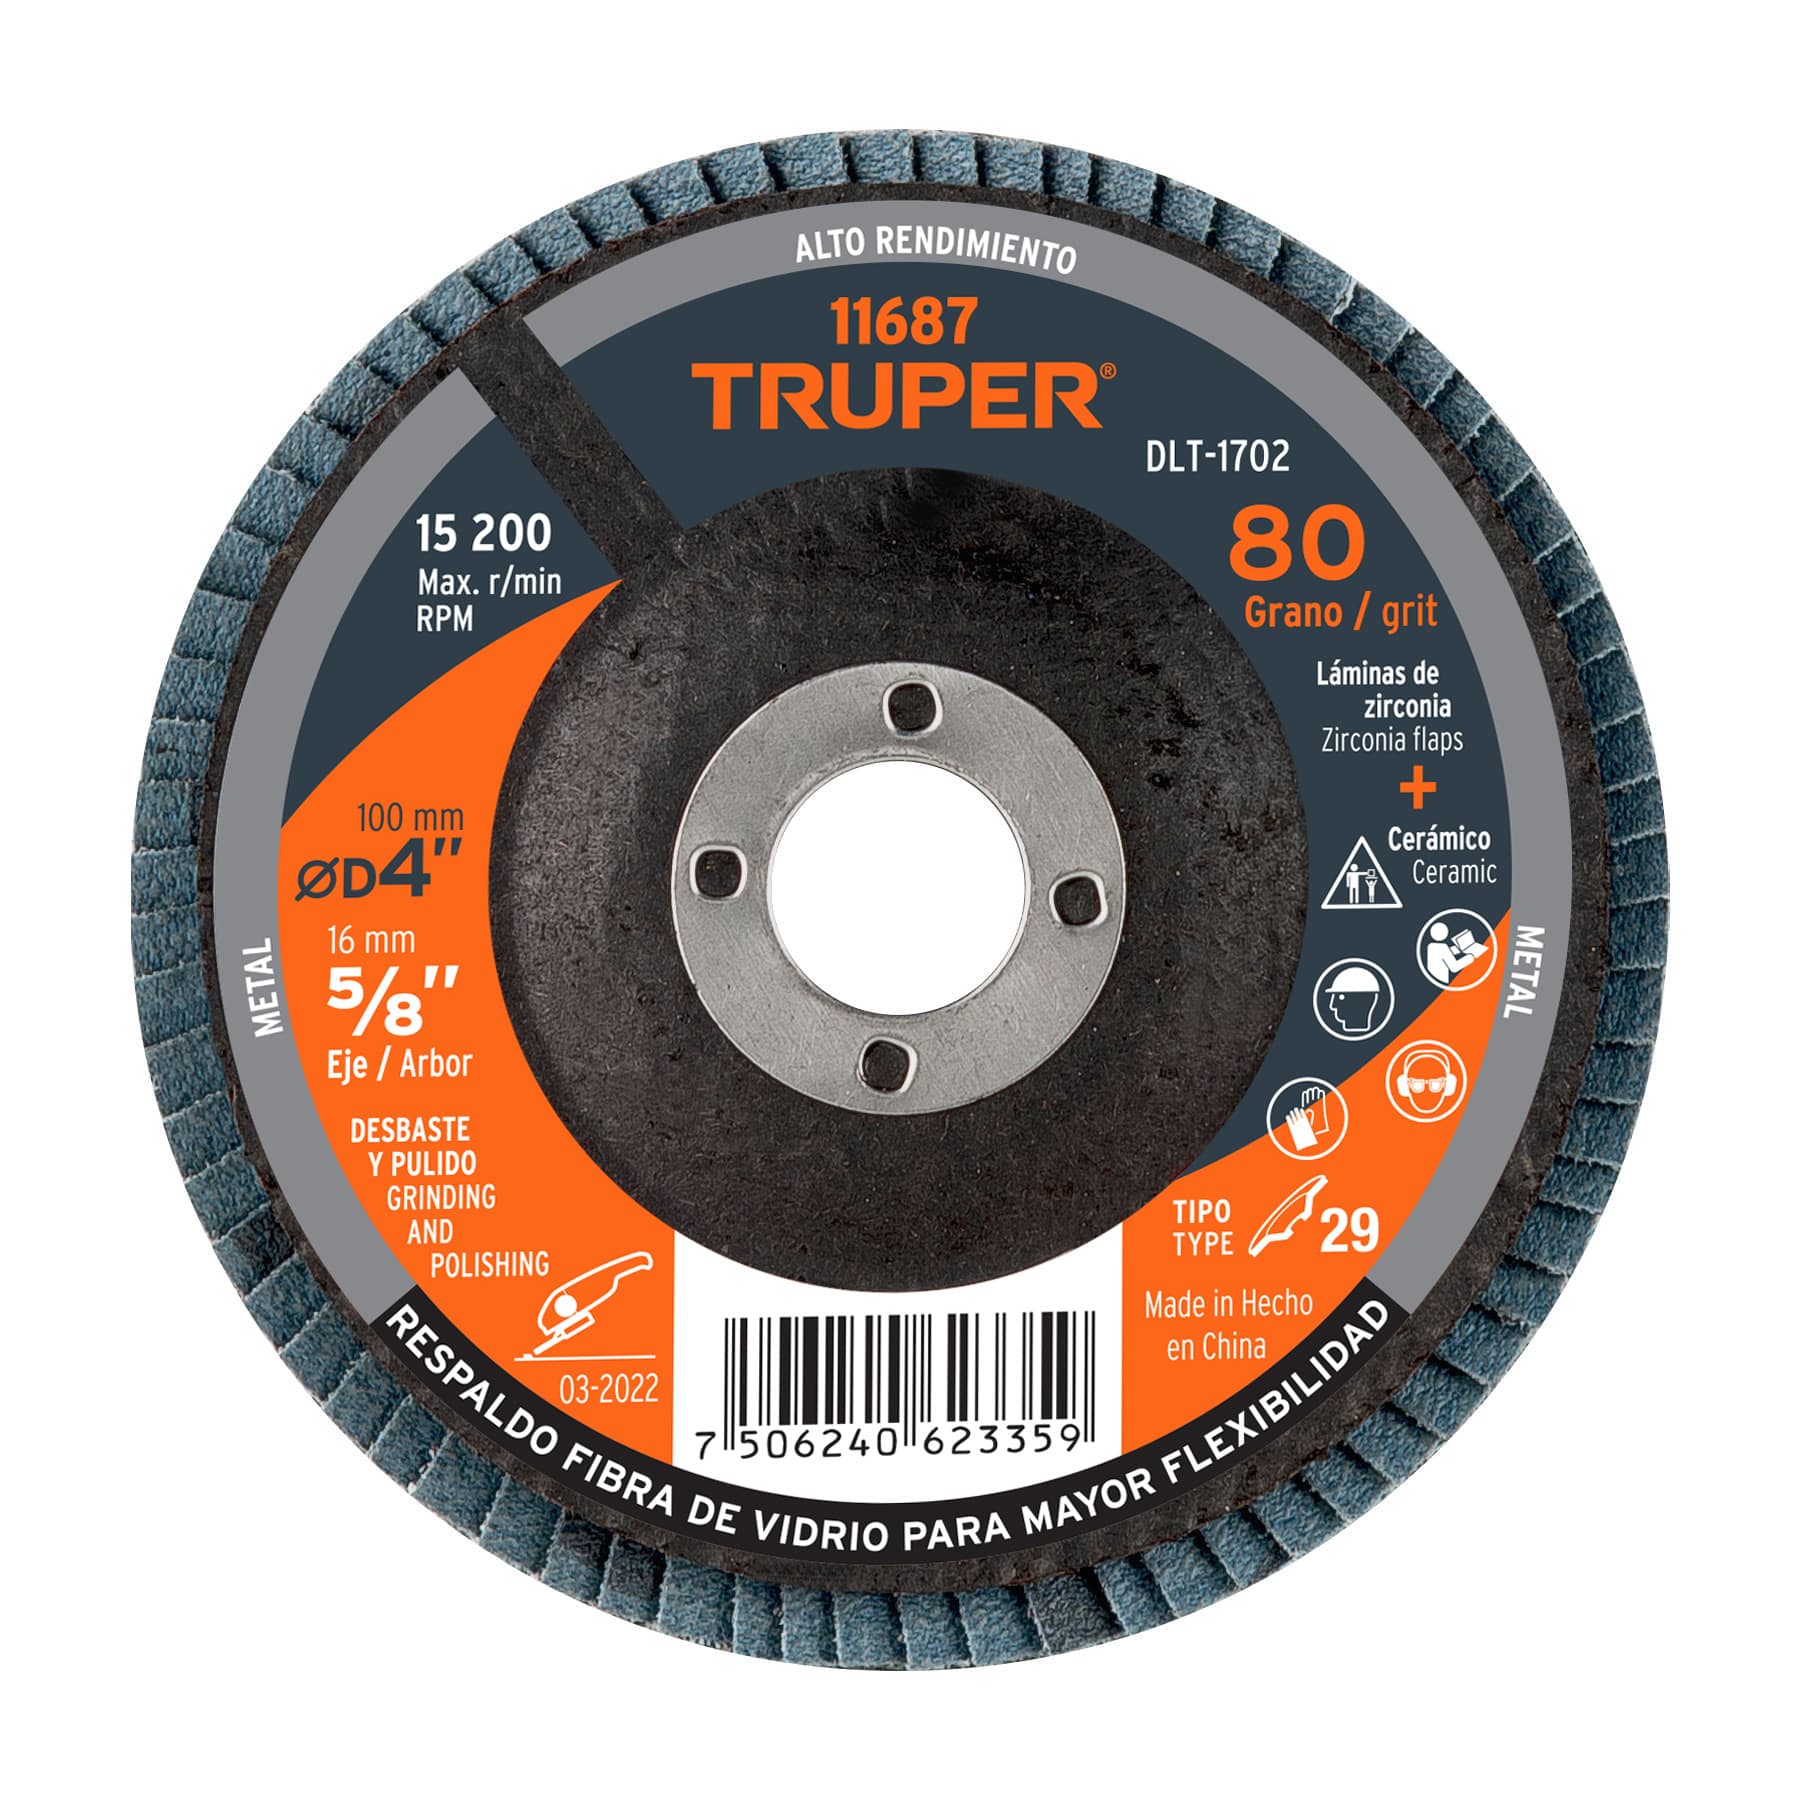 ALTO RENDIMIENTO
11687
TRUPER®
DLT-1702
15 200
Max. r/min
RPM
80
Grano / grit
Láminas de
zirconia
Zirconia flaps
+
Cerámico
Ceramic
100 mm
ØD4"
16 mm
5/8"
Eje / Arbor
METAL
METAL
DESBASTE
Y PULIDO
GRINDING
AND
POLISHING
03-2022
TIPO
TYPE
29
Made in Hecho
en China
7 506240 623359
RESPALDO FIBRA DE VIDRIO PARA MAYOR FLEXIBILIDAD